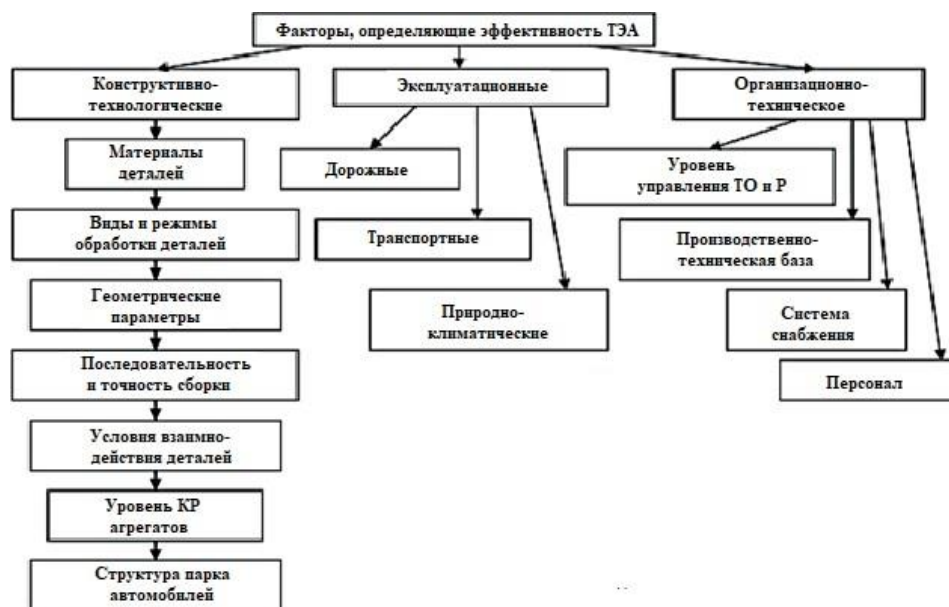 Факторы, определяющие эффективность ТЭА
Конструктивно-
технологические
Материалы
деталей
Виды и режимы
обработки деталей
Геометрические
параметры
Последовательность
и точность сборки
Условия взаимно-
действия деталей
Уровень КР
агрегатов
Структура парка
автомобилей
Эксплуатационные
Дорожные
Транспортные
Природно-
климатические
Организационно-
техническое
Уровень
управления ТО и Р
Производственно-
техническая база
Система
снабжения
Персонал